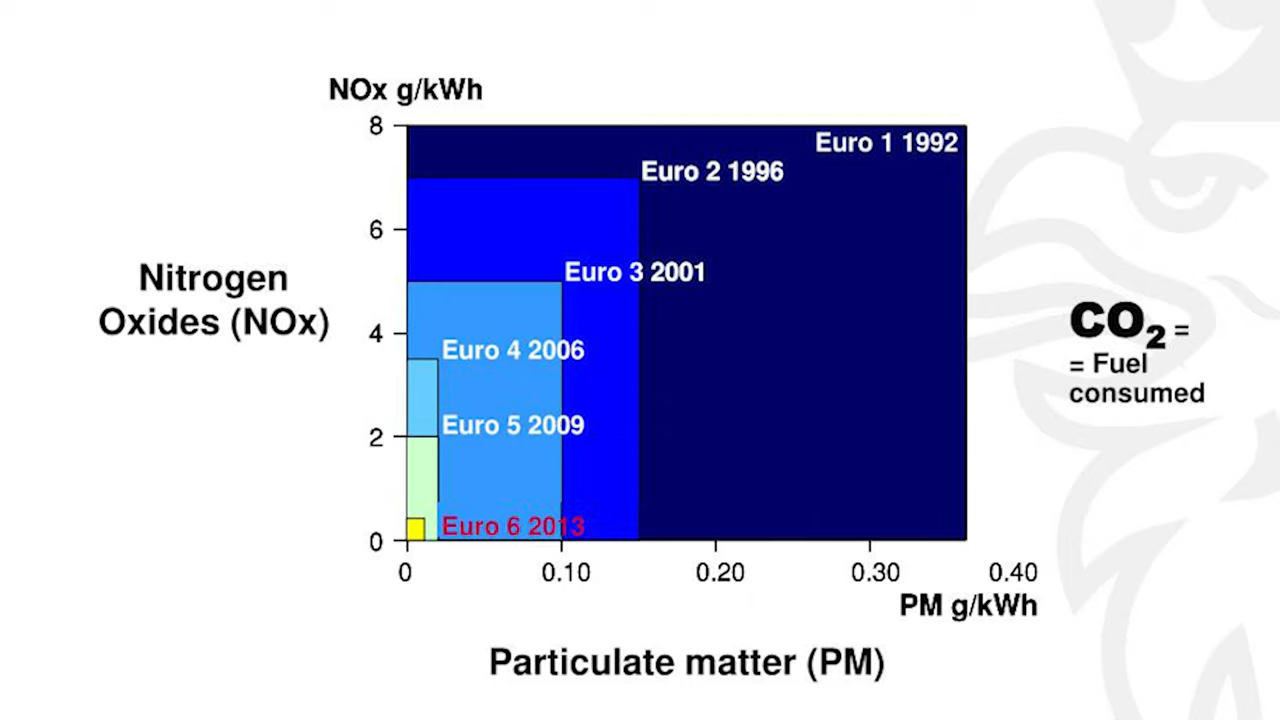 NOx g/kWh
8
Euro 1 1992
Euro 2 1996
6
Euro 3 2001
Nitrogen
Oxides (NOx)
4
Euro 4 2006
CO₂ =
= Fuel
consumed
2
Euro 5 2009
Euro 6 2013
0
0 0.10 0.20 0.30 0.40
PM g/kWh
Particulate matter (PM)